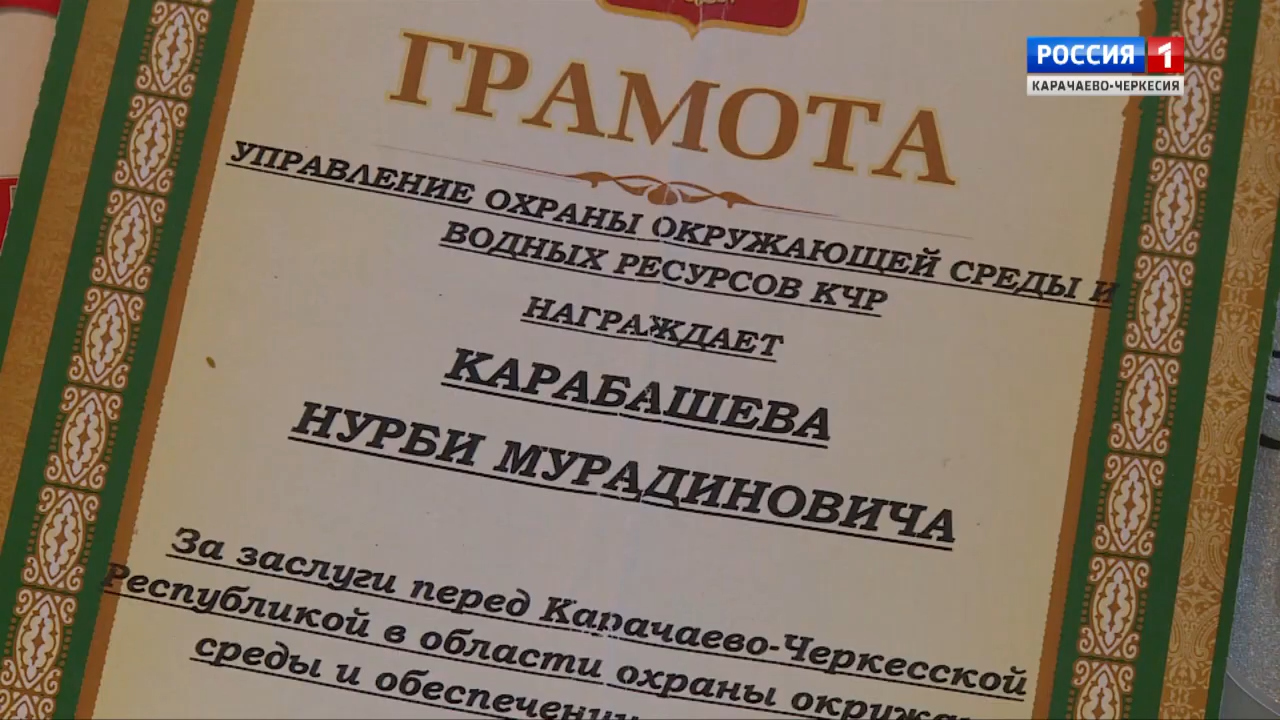 РОССИЯ 1
КАРАЧАЕВО-ЧЕРКЕСИЯ
ГРАМОТА
УПРАВЛЕНИЕ ОХРАНЫ ОКРУЖАЮЩЕЙ СРЕДЫ И
ВОДНЫХ РЕСУРСОВ КЧР
НАГРАЖДАЕТ
КАРАБАШЕВА
НУРБИ МУРАДИНОВИЧА
За заслуги перед Карачаево-Черкесской
Республикой в области охраны
среды и